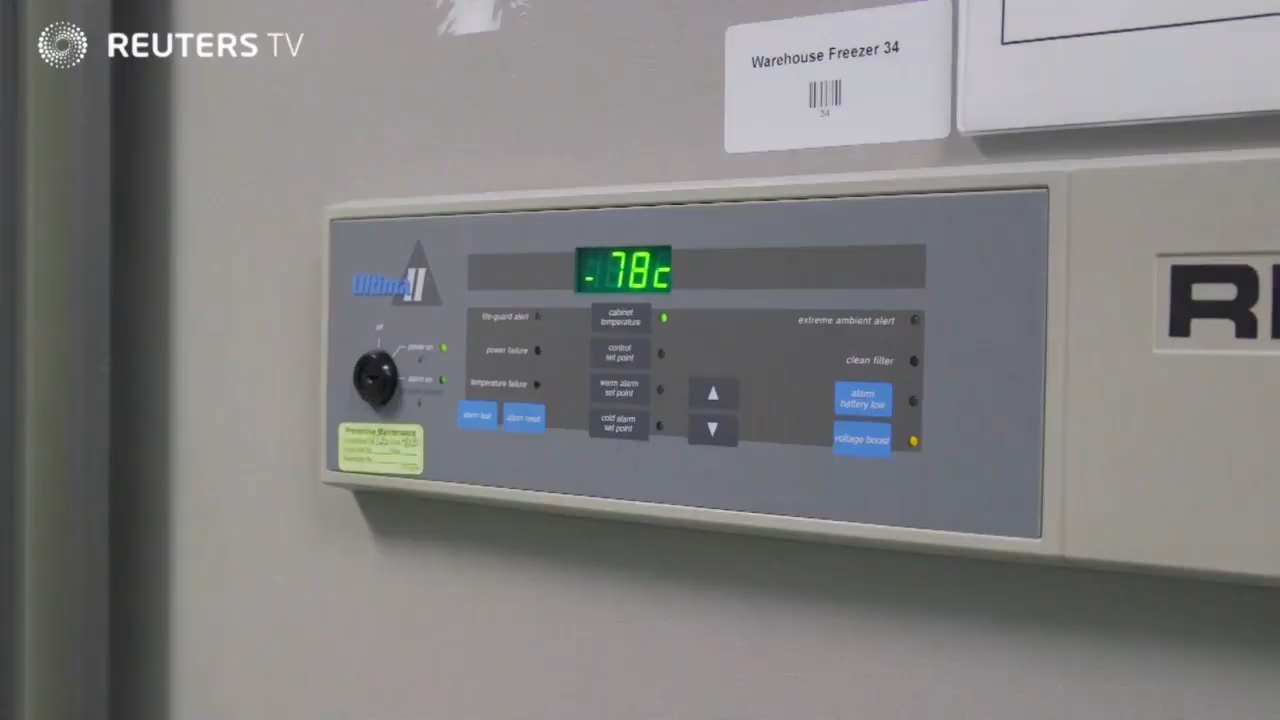 REUTERS TV
Warehouse Freezer 34
54
Ultima II
-78c
off
power on
alarm on
life-guard alert
power failure
temperature failure
alarm test
alarm reset
cabinet
temperature
control
set point
warm alarm
set point
cold alarm
set point
extreme ambient alert
clean filter
alarm
battery low
voltage boost
Preventive Maintenance